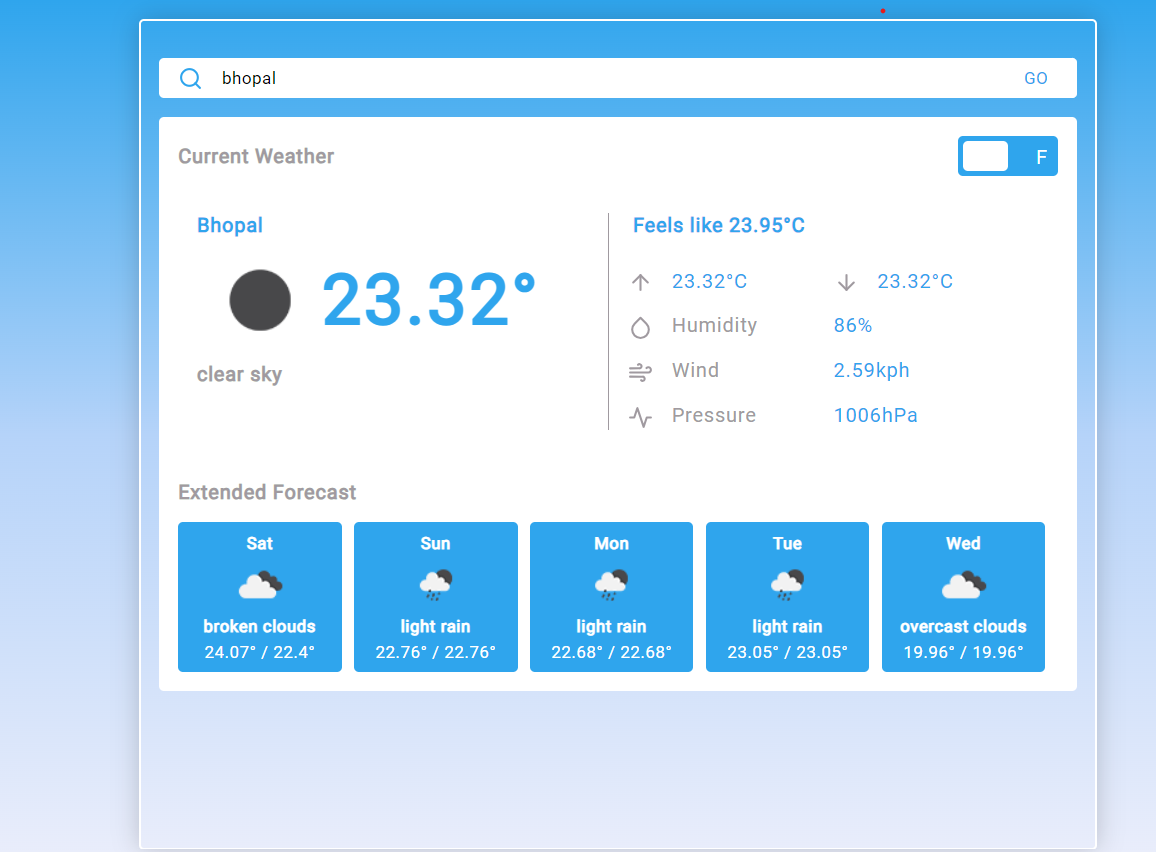 bhopal GO
Current Weather
F
Bhopal
23.32°
clear sky
Feels like 23.95°C
23.32°C 23.32°C
Humidity 86%
Wind 2.59kph
Pressure 1006hPa
Extended Forecast
Sat
broken clouds
24.07° / 22.4°
Sun
light rain
22.76° / 22.76°
Mon
light rain
22.68° / 22.68°
Tue
light rain
23.05° / 23.05°
Wed
overcast clouds
19.96° / 19.96°